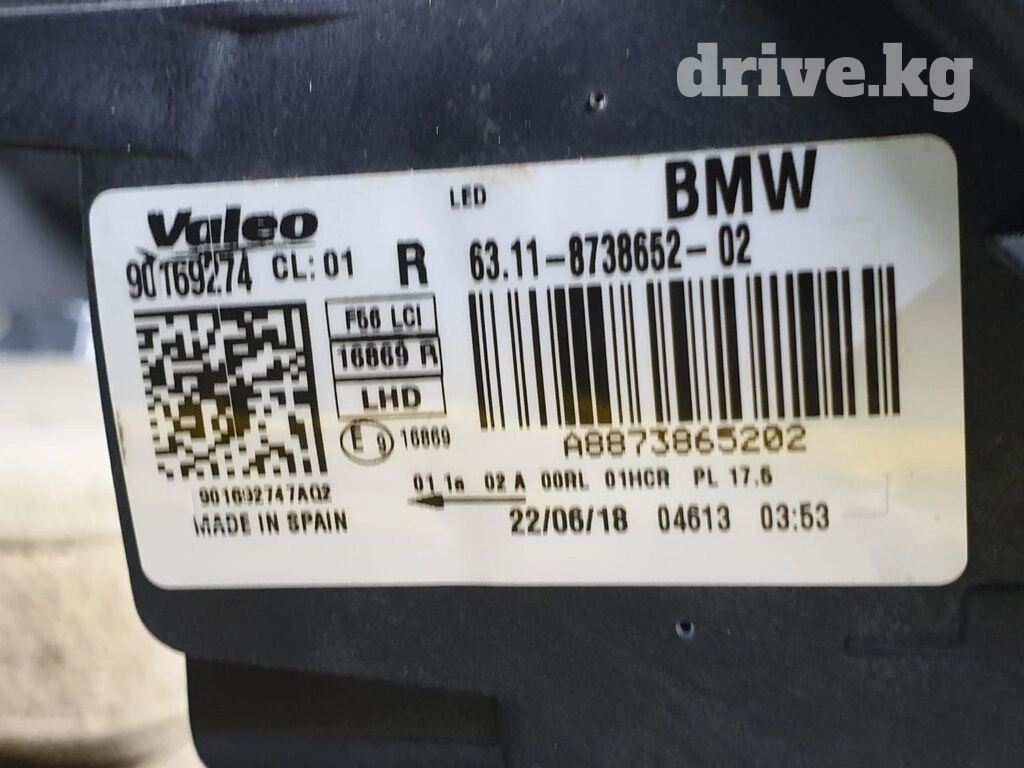 drive.kg
LED BMW
Valeo
90169274 CL: 01 R 63.11-8738652-02
F56 LCI
16869 R
LHD
E 9 16869
A8873865202
901692747AQ2
01 1a 02 A 00RL 01HCR PL 17.5
MADE IN SPAIN
22/06/18 04613 03:53